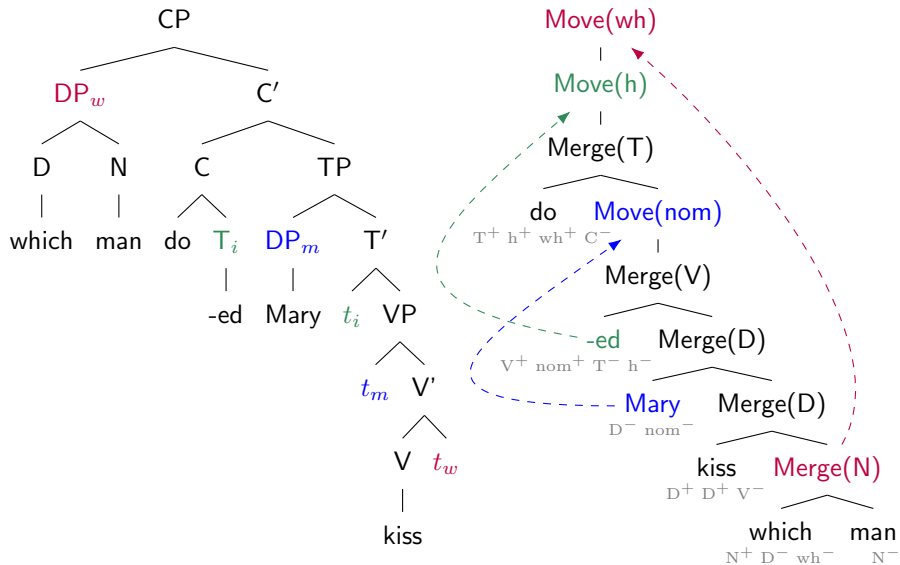 CP
DP_w C′
D N C TP
which man do T_i DP_m T′
-ed Mary t_i VP
t_m V'
V t_w
kiss
Move(wh)
Move(h)
Merge(T)
do Move(nom)
T⁺ h⁺ wh⁺ C⁻
Merge(V)
-ed Merge(D)
V⁺ nom⁺ T⁻ h⁻
Mary Merge(D)
D⁻ nom⁻
kiss Merge(N)
D⁺ D⁺ V⁻
which man
N⁺ D⁻ wh⁻ N⁻